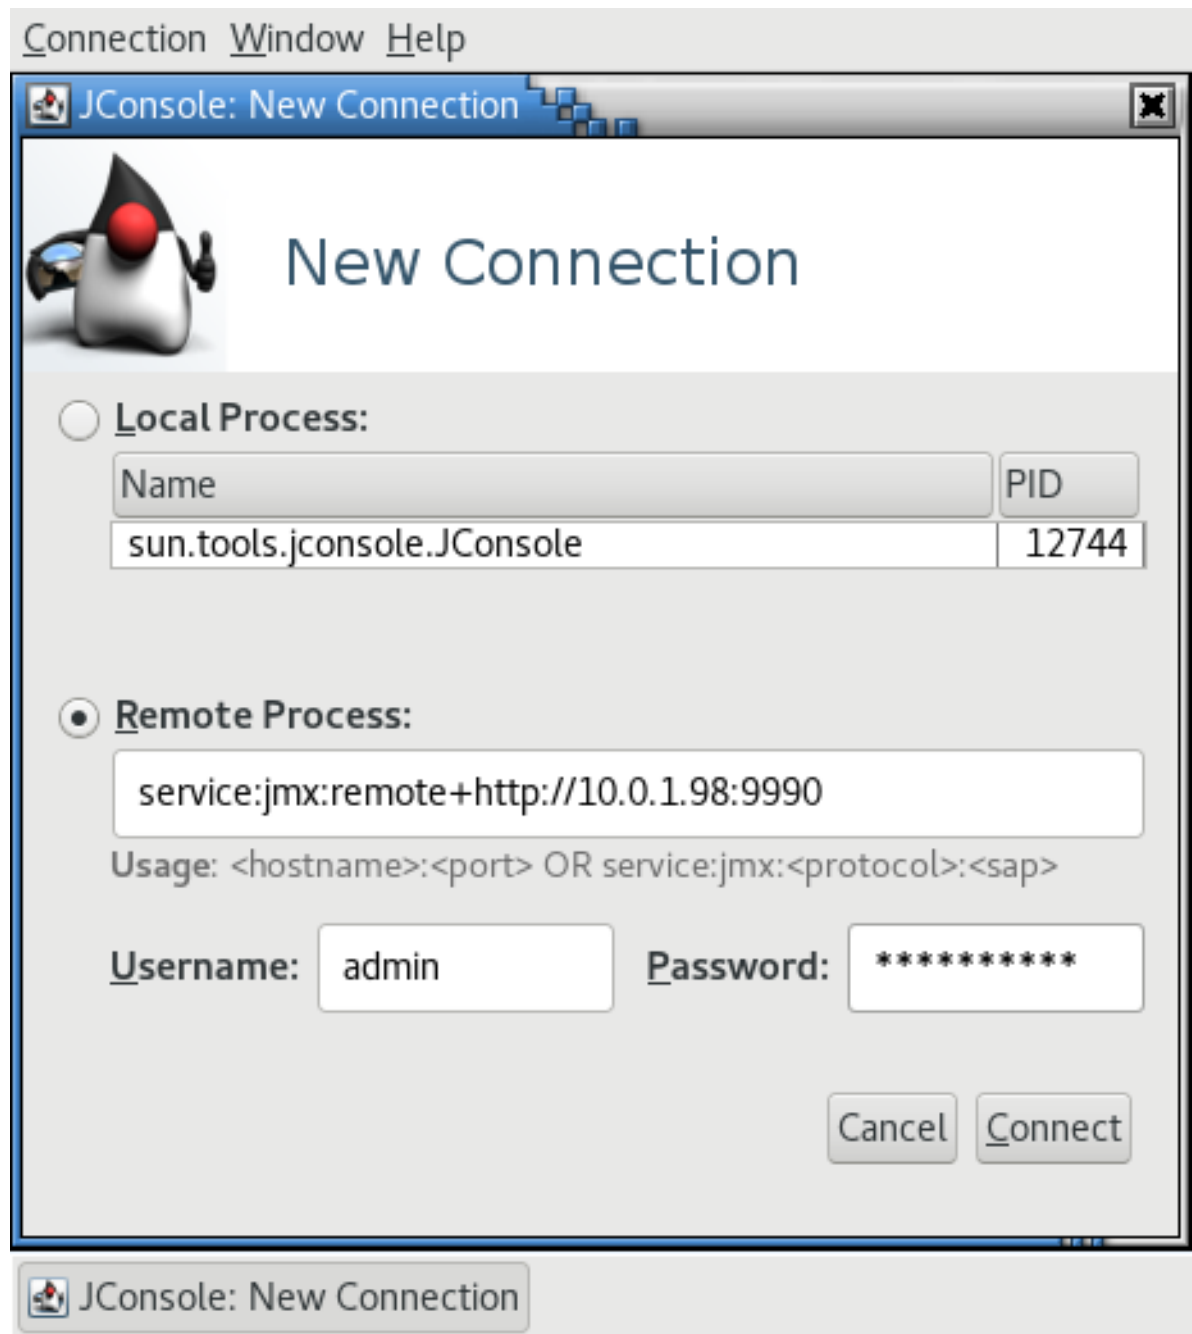 Connection Window Help
JConsole: New Connection
New Connection
Local Process:
Name PID
sun.tools.jconsole.JConsole 12744
Remote Process:
service:jmx:remote+http://10.0.1.98:9990
Usage: <hostname>:<port> OR service:jmx:<protocol>:<sap>
Username: admin Password: **********
Cancel Connect
JConsole: New Connection